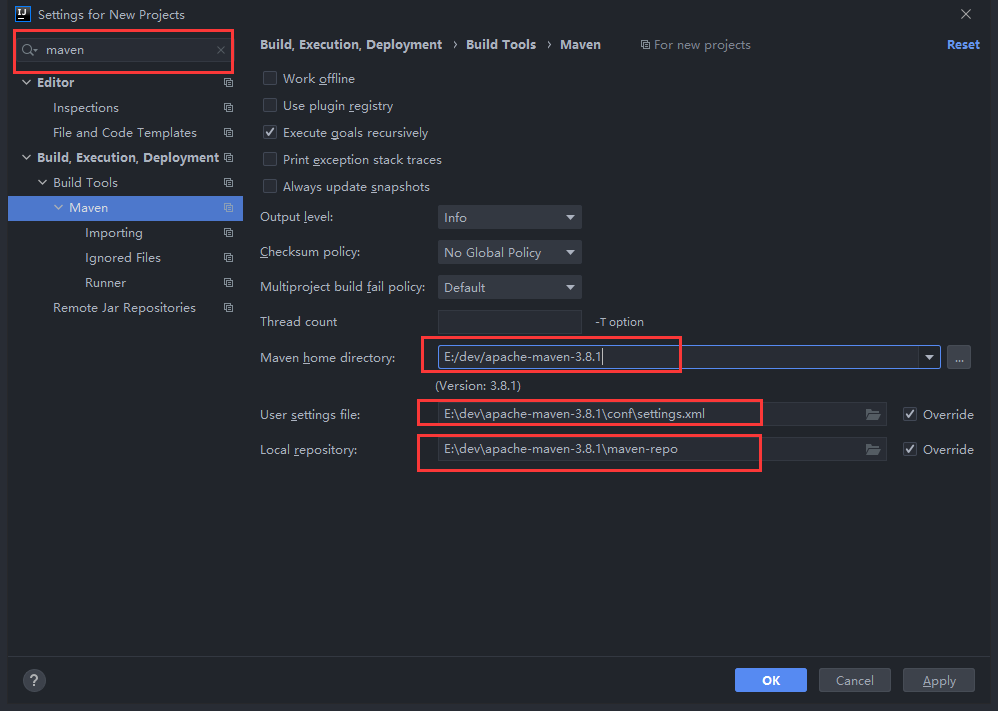 Settings for New Projects
maven
Editor
Inspections
File and Code Templates
Build, Execution, Deployment
Build Tools
Maven
Importing
Ignored Files
Runner
Remote Jar Repositories
Build, Execution, Deployment › Build Tools › Maven
For new projects
Reset
Work offline
Use plugin registry
Execute goals recursively
Print exception stack traces
Always update snapshots
Output level: Info
Checksum policy: No Global Policy
Multiproject build fail policy: Default
Thread count -T option
Maven home directory: E:/dev/apache-maven-3.8.1 ...
(Version: 3.8.1)
User settings file: E:\dev\apache-maven-3.8.1\conf\settings.xml Override
Local repository: E:\dev\apache-maven-3.8.1\maven-repo Override
? OK Cancel Apply